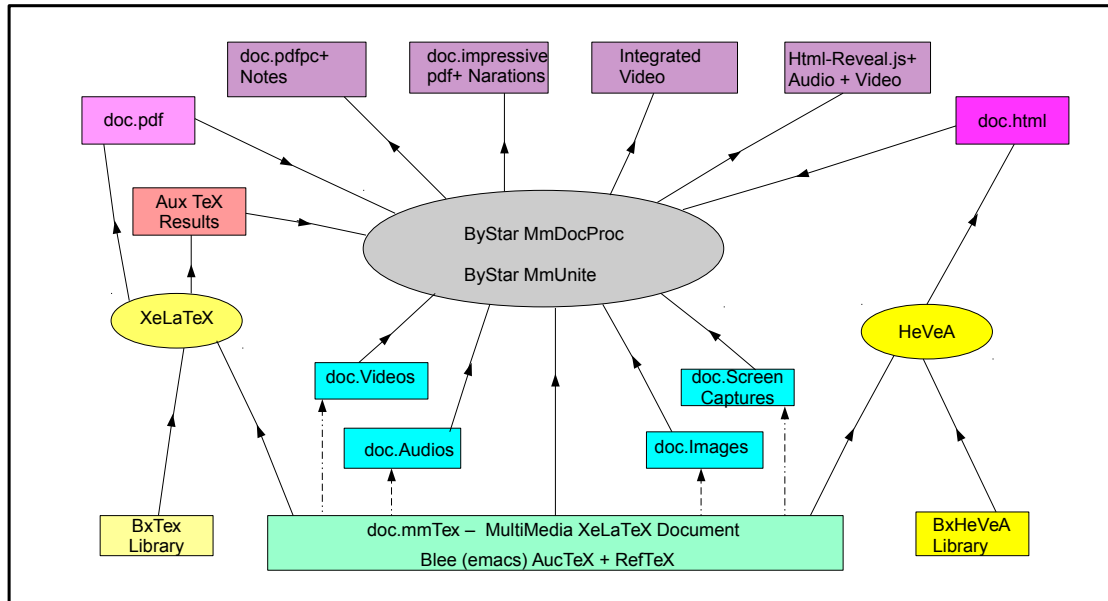 doc.pdfpc+
Notes
doc.impressive
pdf+ Narations
Integrated
Video
Html-Reveal.js+
Audio + Video
doc.pdf
doc.html
Aux TeX
Results
ByStar MmDocProc
ByStar MmUnite
XeLaTeX
HeVeA
doc.Videos
doc.Screen
Captures
doc.Audios
doc.Images
BxTex
Library
doc.mmTex – MultiMedia XeLaTeX Document
Blee (emacs) AucTeX + RefTeX
BxHeVeA
Library